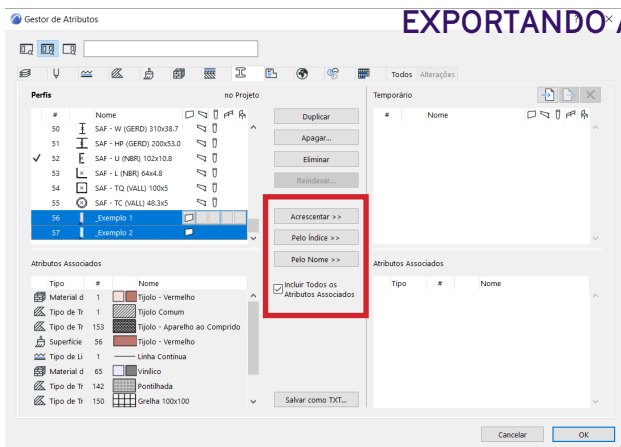 EXPORTANDO A
Gestor de Atributos
Todos Alterações
Perfis no Projeto
# Nome
50 SAF - W (GERD) 310x38.7
51 SAF - HP (GERD) 200x53.0
52 SAF - U (NBR) 102x10.8
53 SAF - L (NBR) 64x4.8
54 SAF - TQ (VALL) 100x5
55 SAF - TC (VALL) 48.3x5
56 _Exemplo 1
57 _Exemplo 2
Atributos Associados
Tipo # Nome
Material d 1 Tijolo - Vermelho
Tipo de Tr 1 Tijolo Comum
Tipo de Tr 153 Tijolo - Aparelho ao Comprido
Superfície 56 Tijolo - Vermelho
Tipo de Li 1 Linha Contínua
Material d 65 Vinílico
Tipo de Tr 142 Pontilhada
Tipo de Tr 150 Grelha 100x100
Duplicar
Apagar...
Eliminar
Reindexar...
Acrescentar >>
Pelo Índice >>
Pelo Nome >>
Incluir Todos os
Atributos Associados
Salvar como TXT...
Temporário
# Nome
Atributos Associados
Tipo # Nome
Cancelar OK